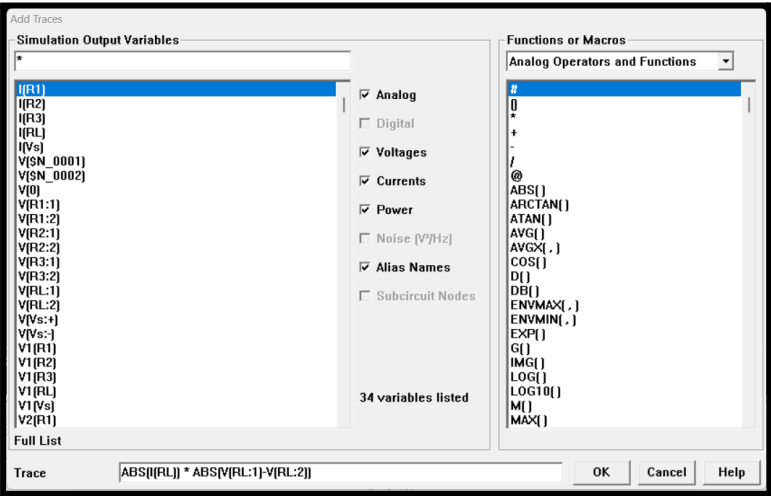 Add Traces
Simulation Output Variables
*
I(R1)
I(R2)
I(R3)
I(RL)
I(Vs)
V($N_0001)
V($N_0002)
V(0)
V(R1:1)
V(R1:2)
V(R2:1)
V(R2:2)
V(R3:1)
V(R3:2)
V(RL:1)
V(RL:2)
V(Vs:+)
V(Vs:-)
V1(R1)
V1(R2)
V1(R3)
V1(RL)
V1(Vs)
V2(R1)
Full List
Analog
Digital
Voltages
Currents
Power
Noise (V²/Hz)
Alias Names
Subcircuit Nodes
34 variables listed
Functions or Macros
Analog Operators and Functions
#
()
*
+
-
/
@
ABS()
ARCTAN()
ATAN()
AVG()
AVGX(,)
COS()
D()
DB()
ENVMAX(,)
ENVMIN(,)
EXP()
G()
IMG()
LOG()
LOG10()
M()
MAX()
Trace
ABS(I(RL)) * ABS(V(RL:1)-V(RL:2))
OK
Cancel
Help